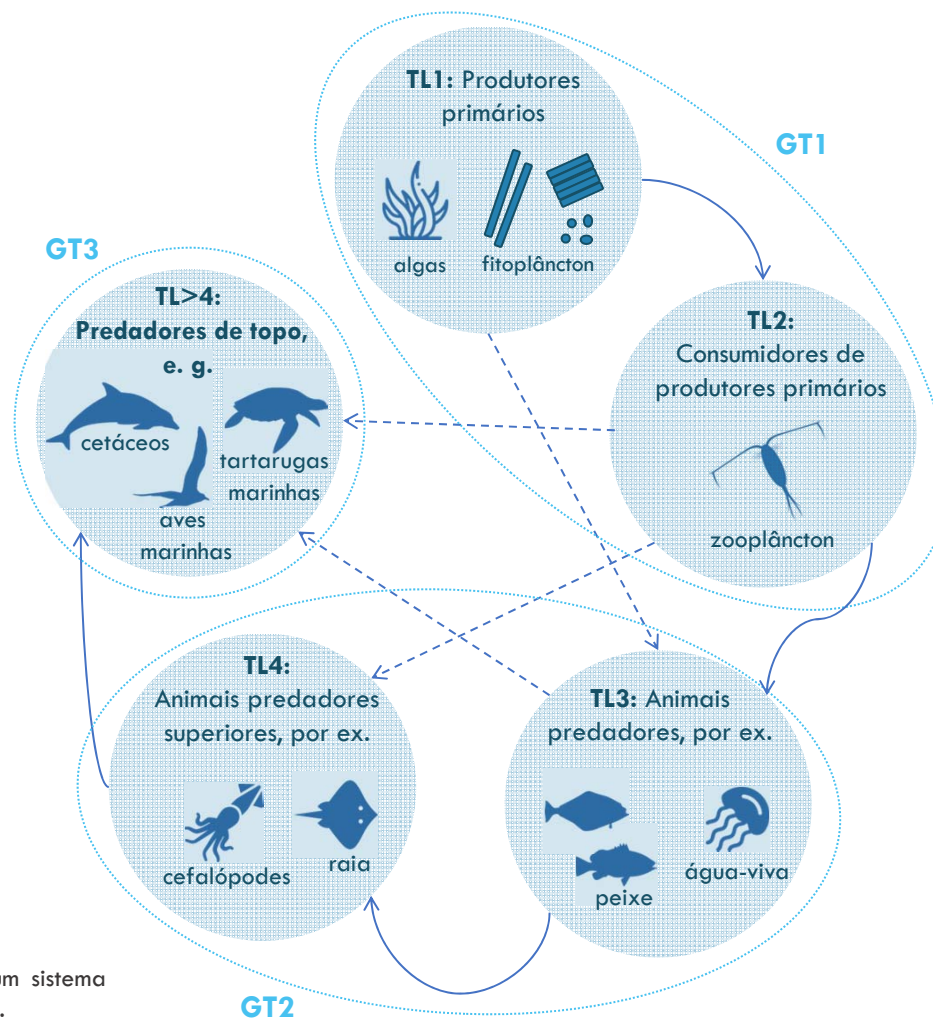 TL1: Produtores
primários
algas
fitoplâncton
GT1
GT3
TL>4:
Predadores de topo,
e. g.
cetáceos
tartarugas
marinhas
aves
marinhas
TL2:
Consumidores de
produtores primários
zooplâncton
TL4:
Animais predadores
superiores, por ex.
cefalópodes
raia
TL3: Animais
predadores, por ex.
peixe
água-viva
um sistema
.
GT2